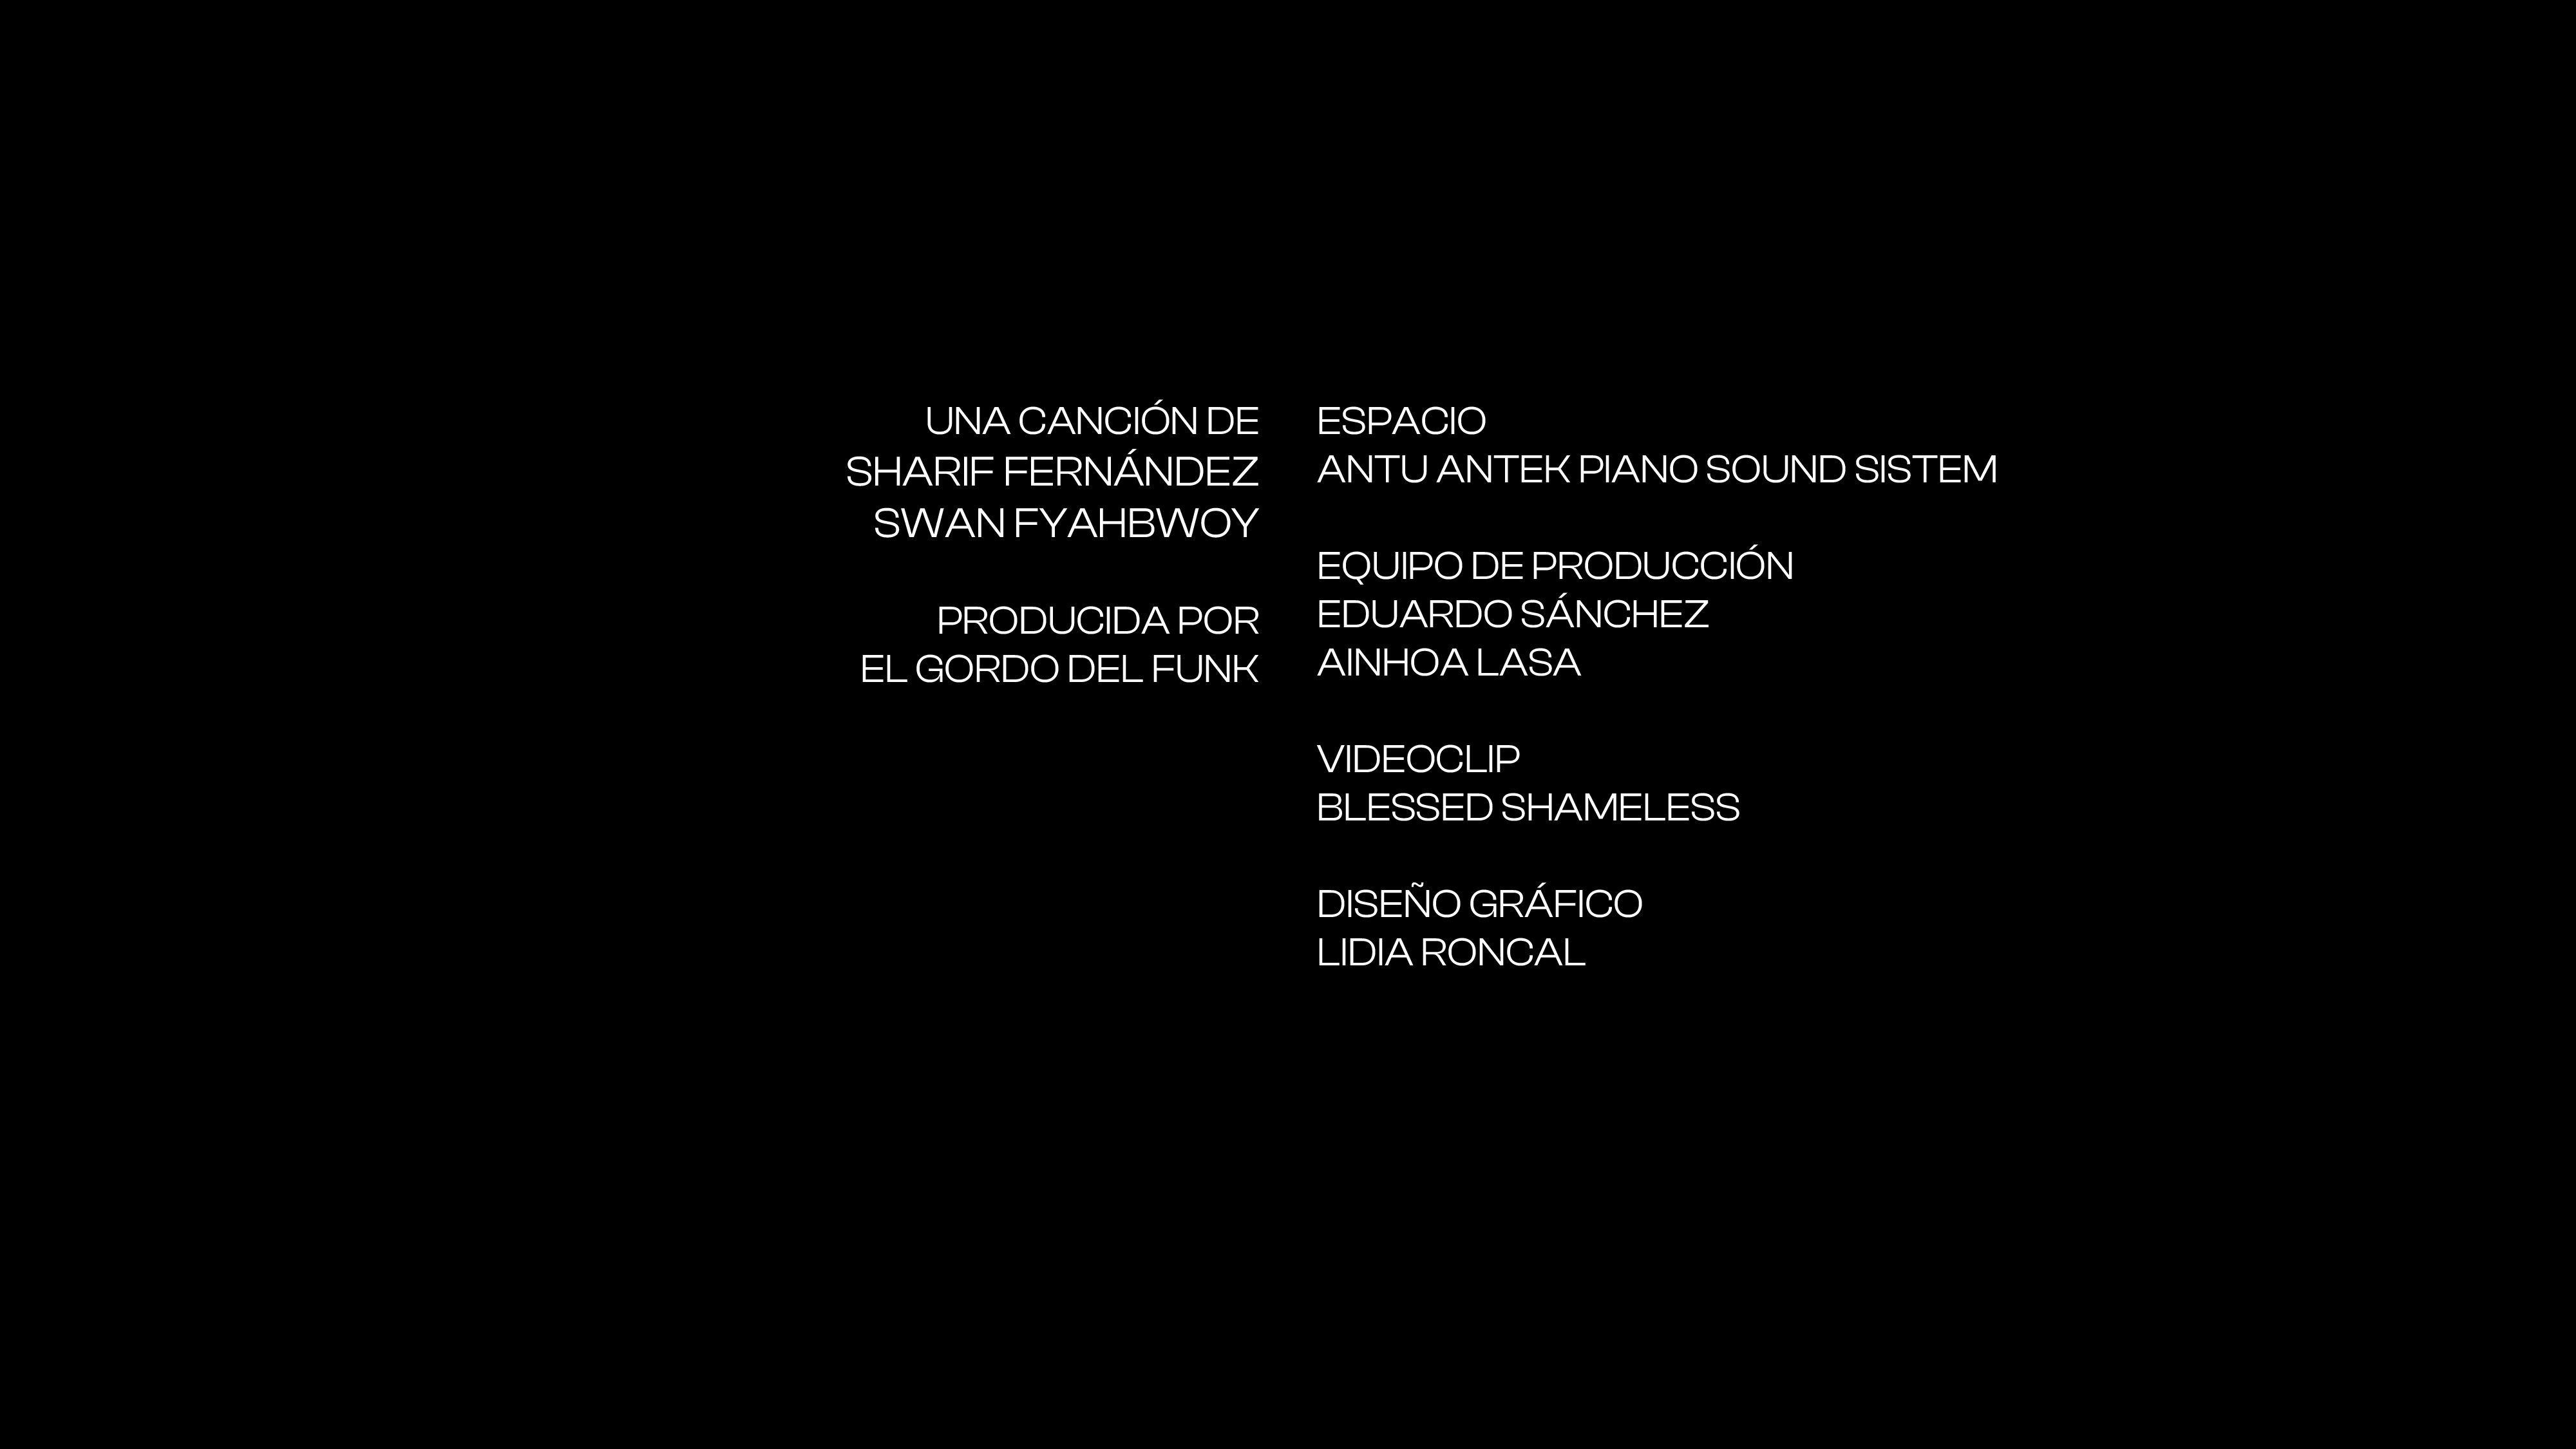 UNA CANCIÓN DE
SHARIF FERNÁNDEZ
SWAN FYAHBWOY
PRODUCIDA POR
EL GORDO DEL FUNK
ESPACIO
ANTU ANTEK PIANO SOUND SISTEM
EQUIPO DE PRODUCCIÓN
EDUARDO SÁNCHEZ
AINHOA LASA
VIDEOCLIP
BLESSED SHAMELESS
DISEÑO GRÁFICO
LIDIA RONCAL